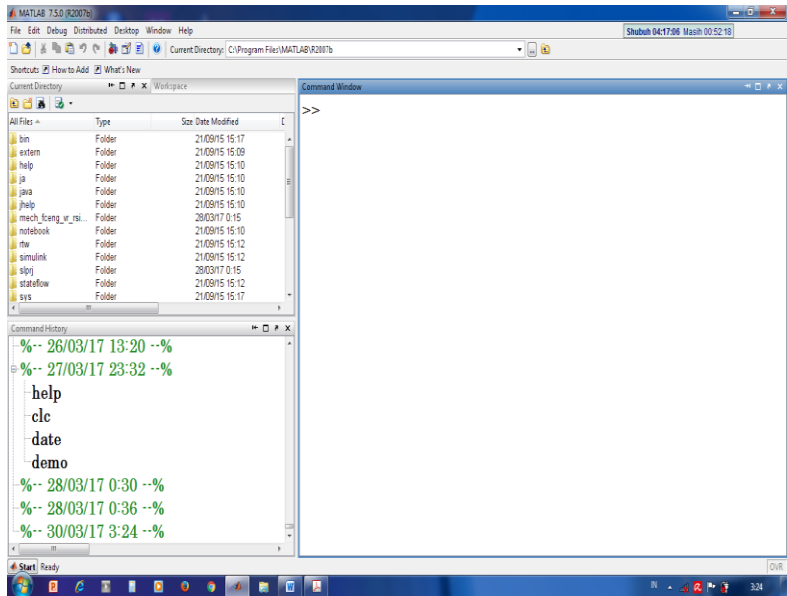 MATLAB 7.5.0 (R2007b)
File Edit Debug Distributed Desktop Window Help
Shubuh 04:17:06 Masih 00:52:18
Current Directory: C:\Program Files\MATLAB\R2007b
Shortcuts How to Add What's New
Current Directory Workspace
All Files Type Size Date Modified
bin Folder 21/09/15 15:17
extern Folder 21/09/15 15:09
help Folder 21/09/15 15:10
ja Folder 21/09/15 15:10
java Folder 21/09/15 15:10
jhelp Folder 21/09/15 15:10
mech_fceng_vr_rsi... Folder 28/03/17 0:15
notebook Folder 21/09/15 15:10
rtw Folder 21/09/15 15:12
simulink Folder 21/09/15 15:12
slprj Folder 28/03/17 0:15
stateflow Folder 21/09/15 15:12
sys Folder 21/09/15 15:17
Command History
%-- 26/03/17 13:20 --%
%-- 27/03/17 23:32 --%
help
clc
date
demo
%-- 28/03/17 0:30 --%
%-- 28/03/17 0:36 --%
%-- 30/03/17 3:24 --%
Command Window
>>
Start Ready
OVR
IN
3:24